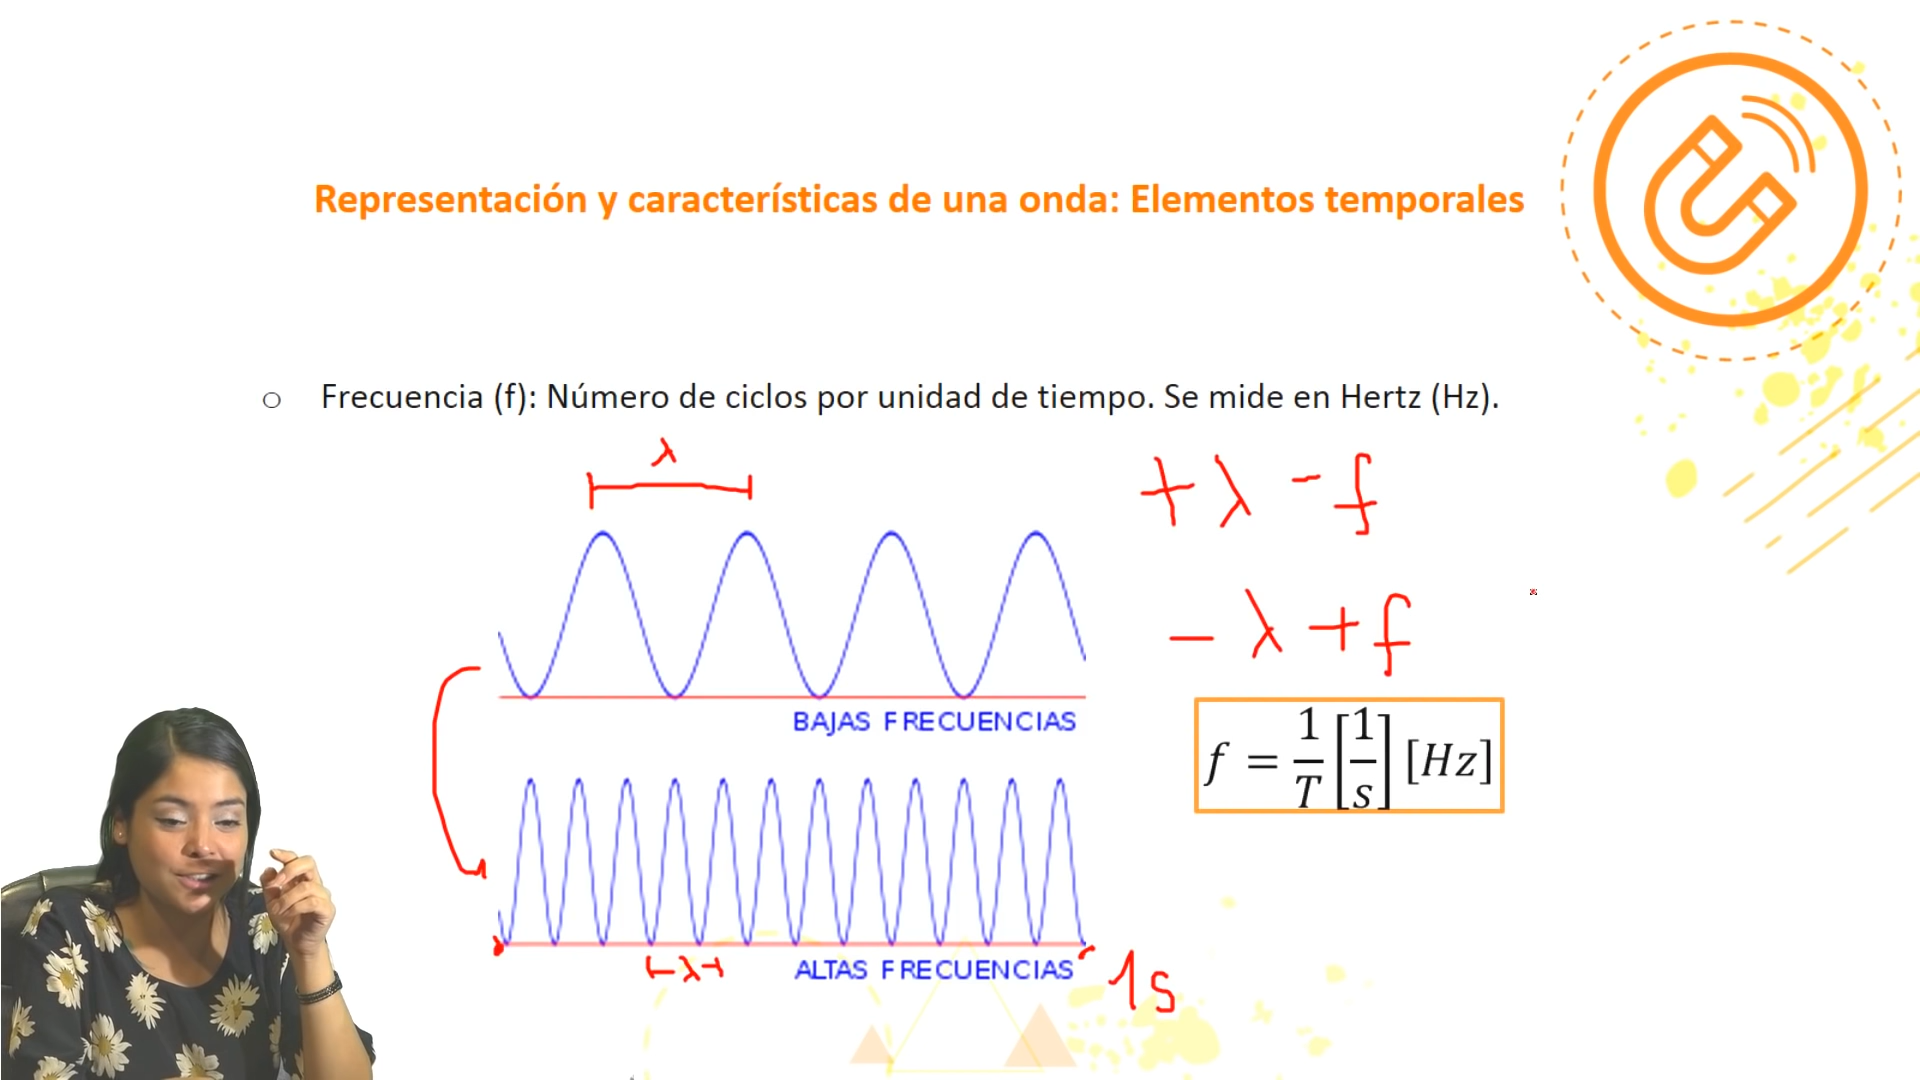 Representación y características de una onda: Elementos temporales
○ Frecuencia (f): Número de ciclos por unidad de tiempo. Se mide en Hertz (Hz).
λ
+ λ - f
- λ + f
BAJAS FRECUENCIAS
f = 1/T [1/s] [Hz]
λ
ALTAS FRECUENCIAS
1s